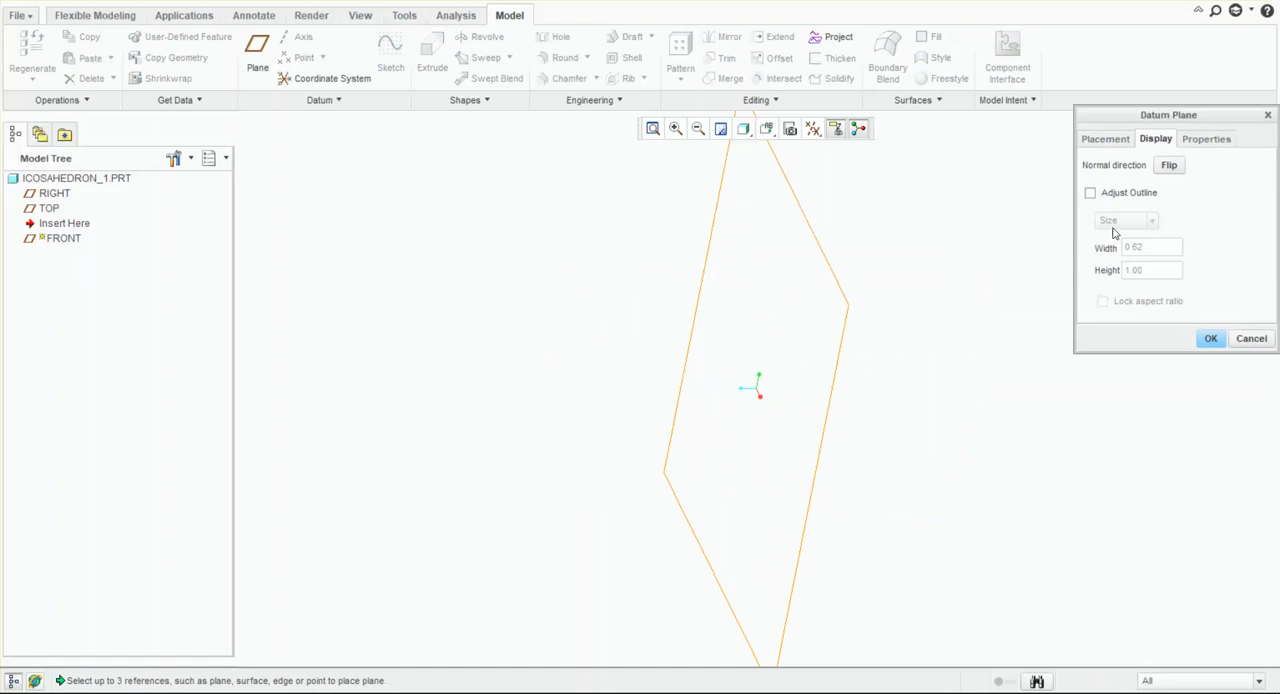 File Flexible Modeling Applications Annotate Render View Tools Analysis Model
Copy User-Defined Feature Axis Revolve Hole Draft Mirror Extend Project Fill
Regenerate Paste Copy Geometry Plane Point Sketch Extrude Sweep Round Shell Pattern Trim Offset Thicken Boundary Blend Style Component Interface
Delete Shrinkwrap Coordinate System Swept Blend Chamfer Rib Merge Intersect Solidify Freestyle
Operations Get Data Datum Shapes Engineering Editing Surfaces Model Intent
Datum Plane
Placement Display Properties
Model Tree
Normal direction Flip
ICOSAHEDRON_1.PRT
RIGHT
Adjust Outline
TOP
Size
Insert Here
FRONT
Width 0.62
Height 1.00
Lock aspect ratio
OK Cancel
Select up to 3 references, such as plane, surface, edge or point to place plane.
All